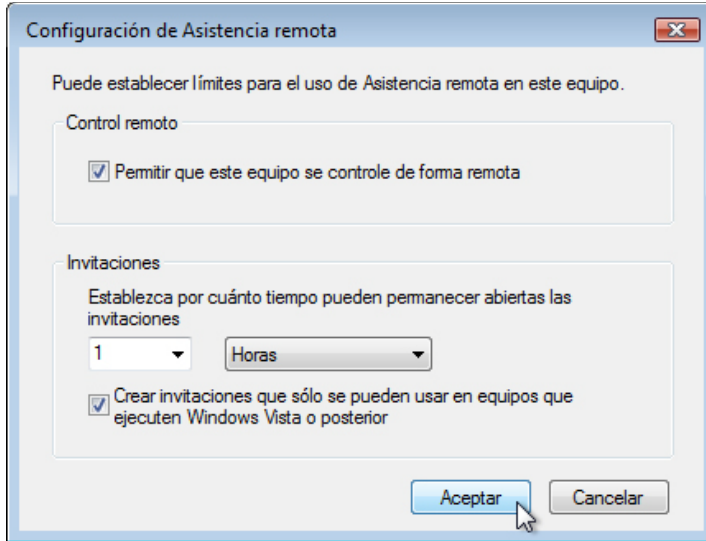 Configuración de Asistencia remota
Puede establecer límites para el uso de Asistencia remota en este equipo.
Control remoto
Permitir que este equipo se controle de forma remota
Invitaciones
Establezca por cuánto tiempo pueden permanecer abiertas las
invitaciones
1 Horas
Crear invitaciones que sólo se pueden usar en equipos que
ejecuten Windows Vista o posterior
Aceptar Cancelar